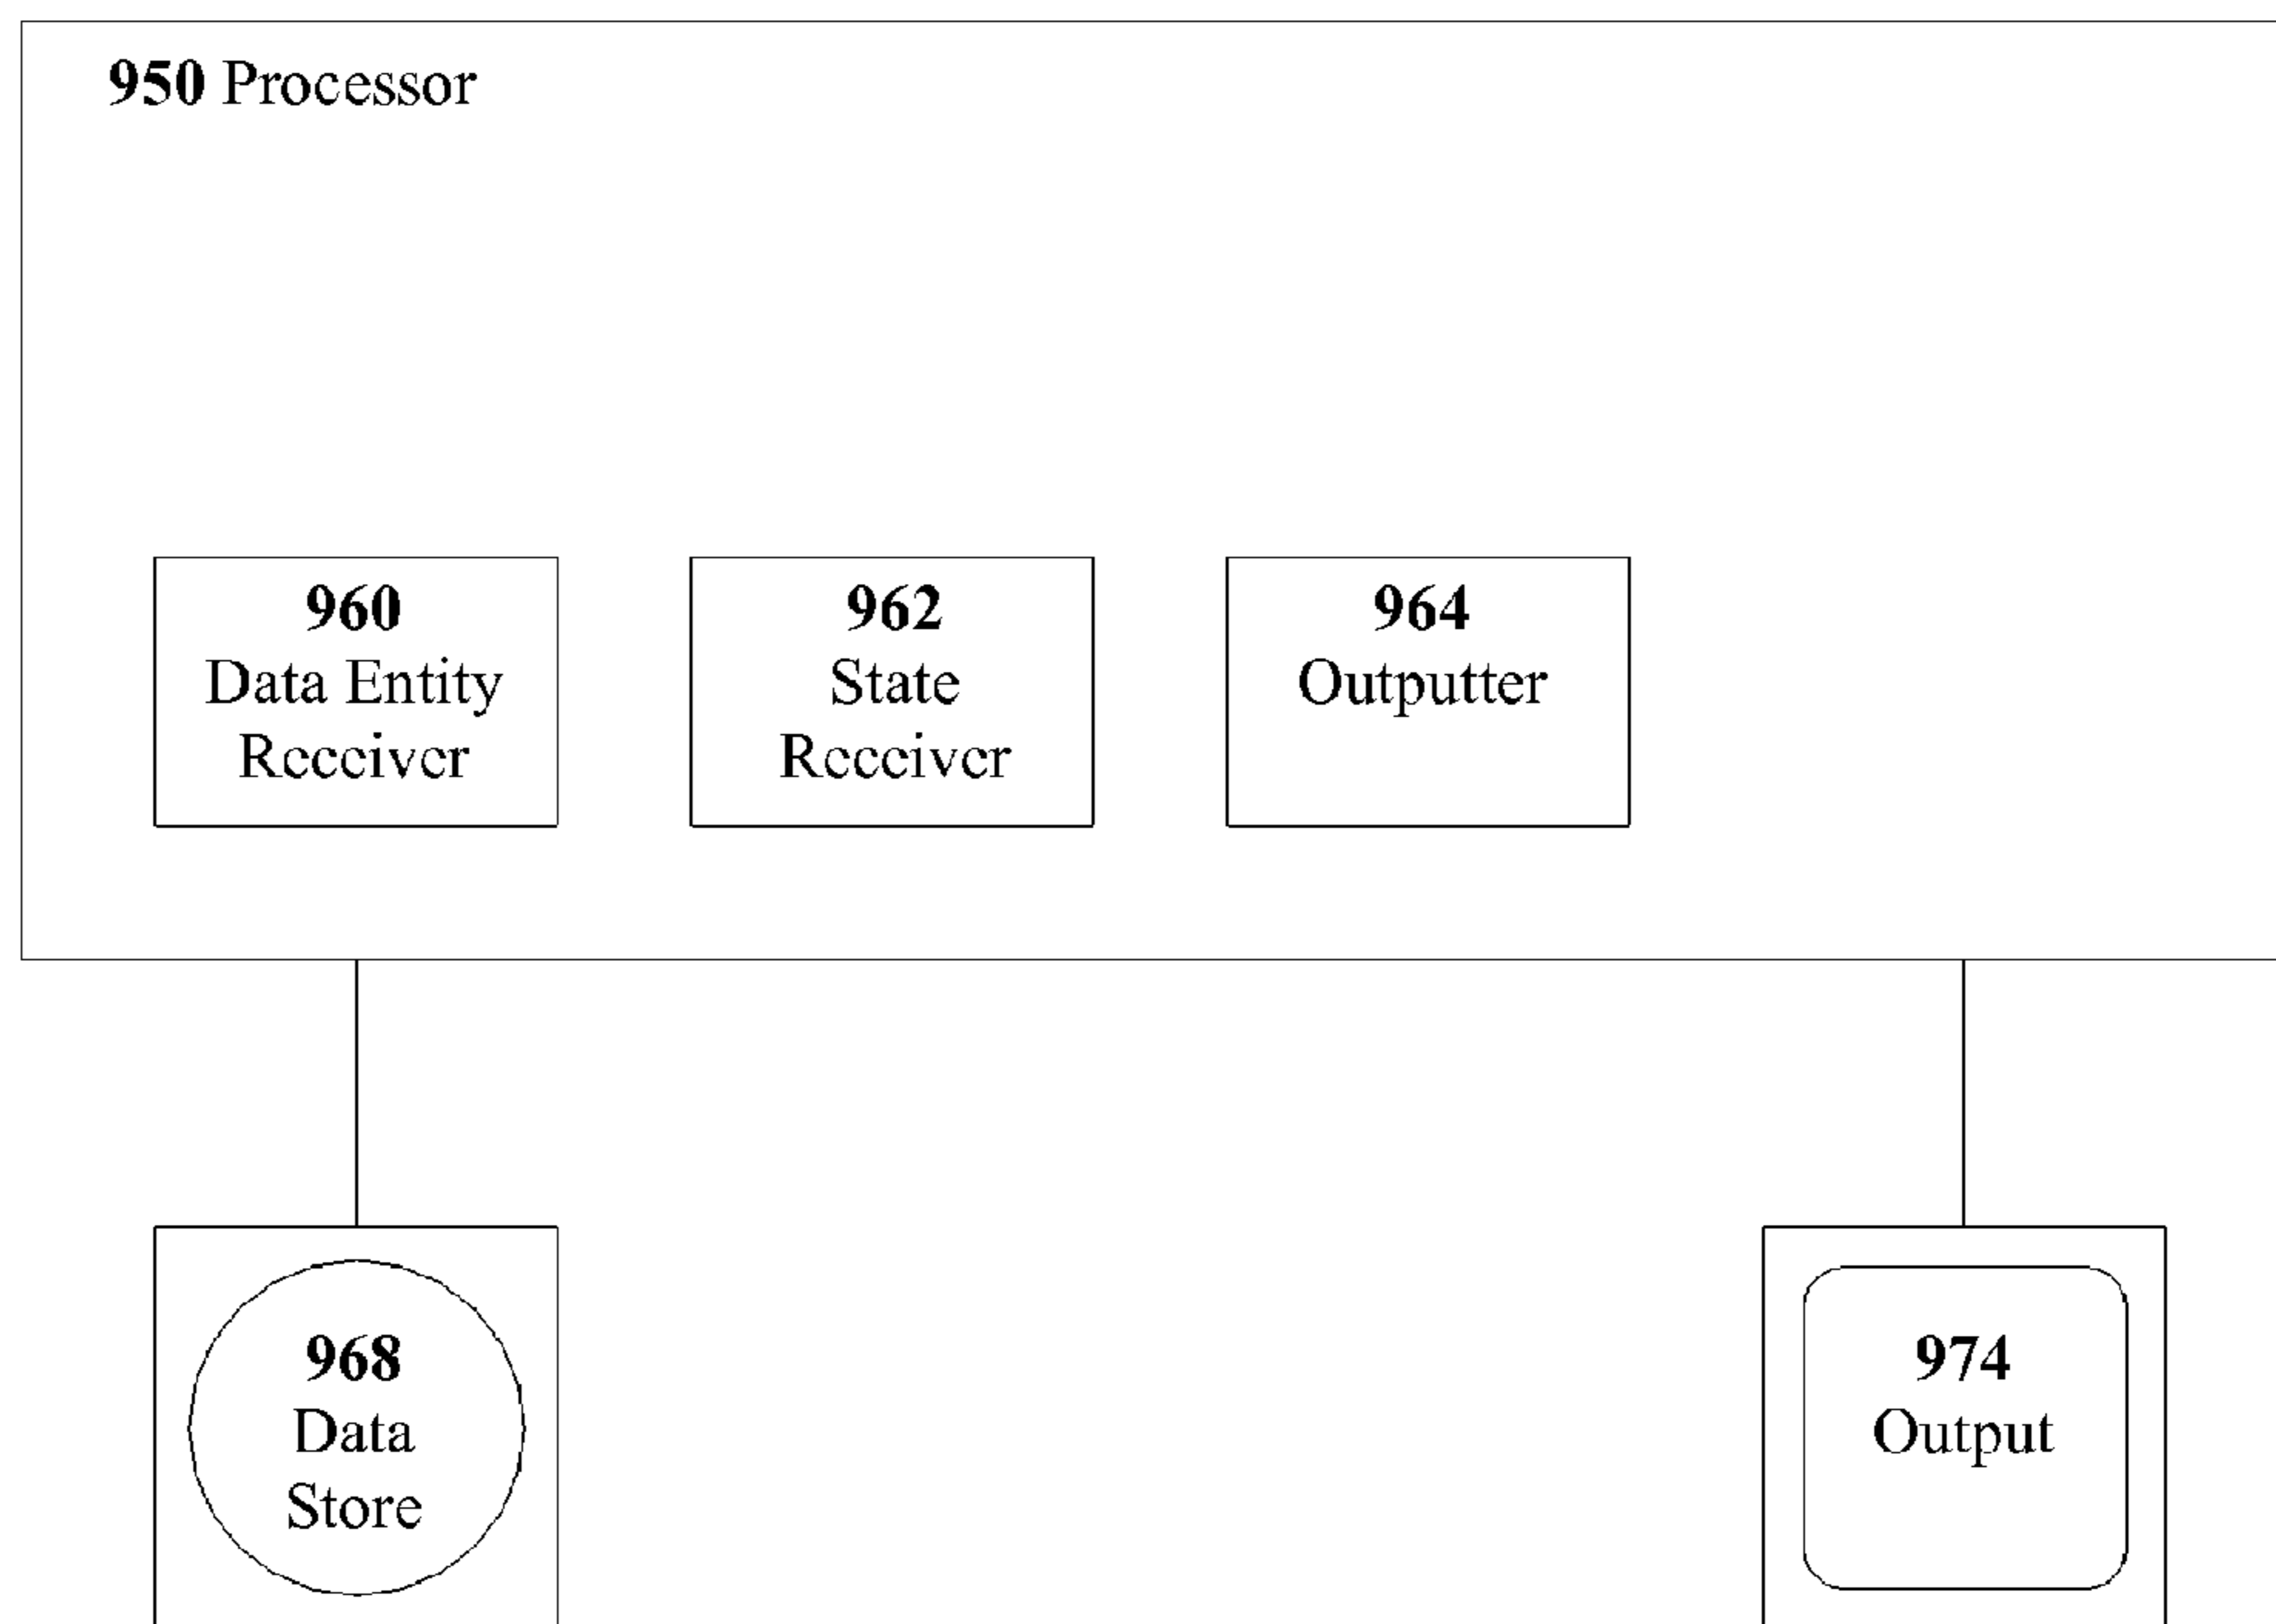 950 Processor
960
Data Entity
Receiver
962
State
Receiver
964
Outputter
968
Data
Store
974
Output